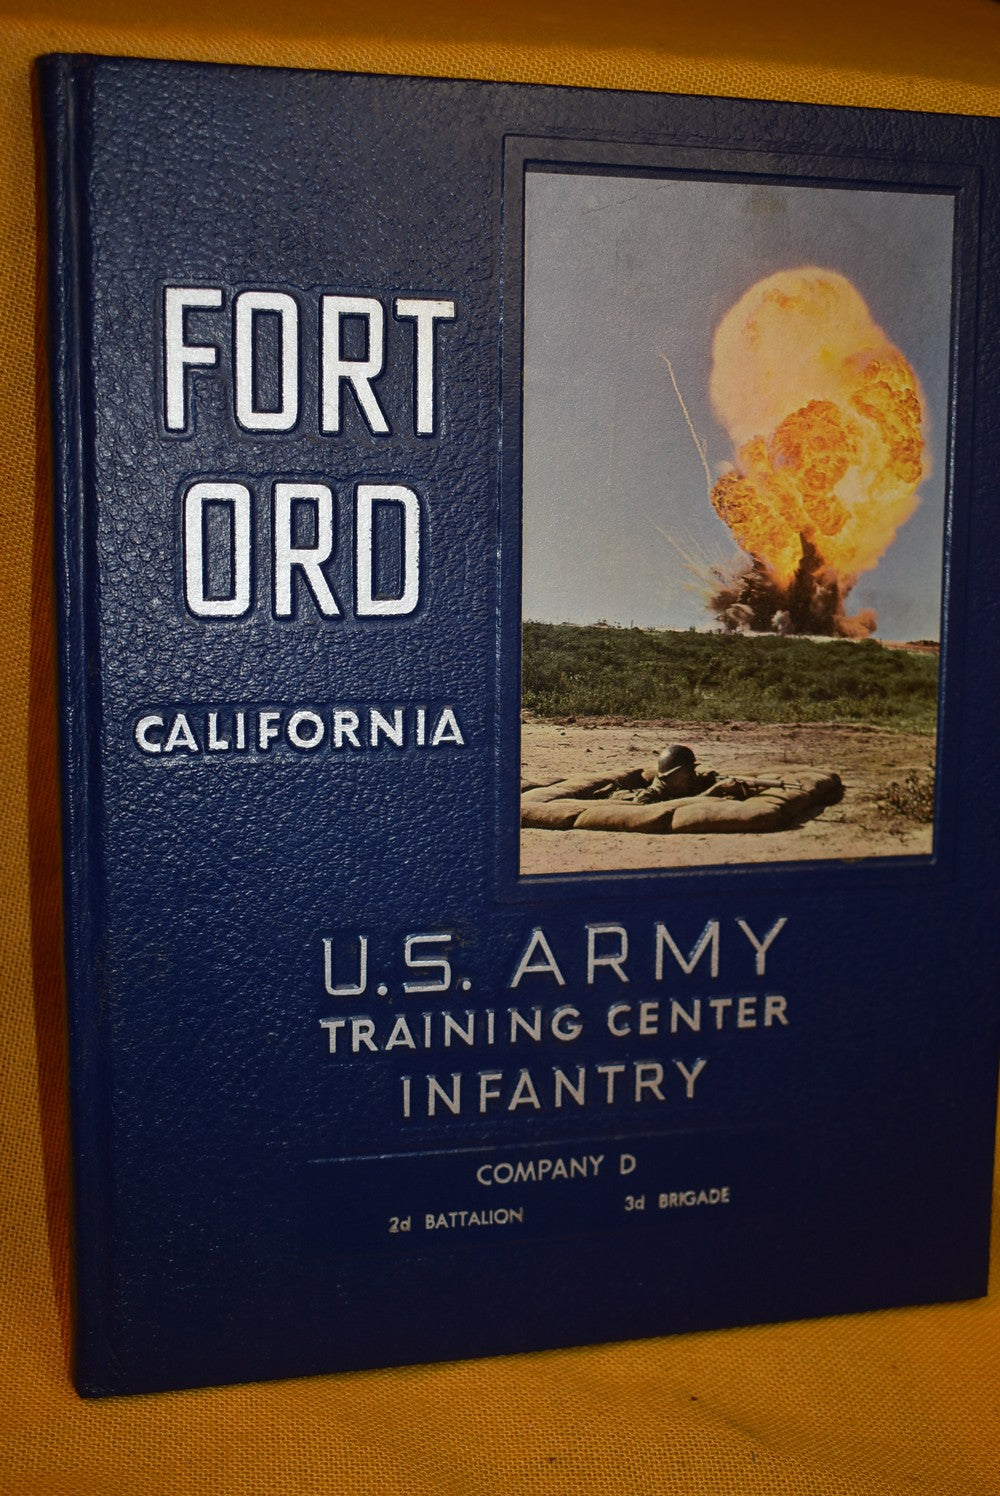 FORT
ORD
CALIFORNIA
U.S. ARMY
TRAINING CENTER
INFANTRY
COMPANY D
2d BATTALION 3d BRIGADE